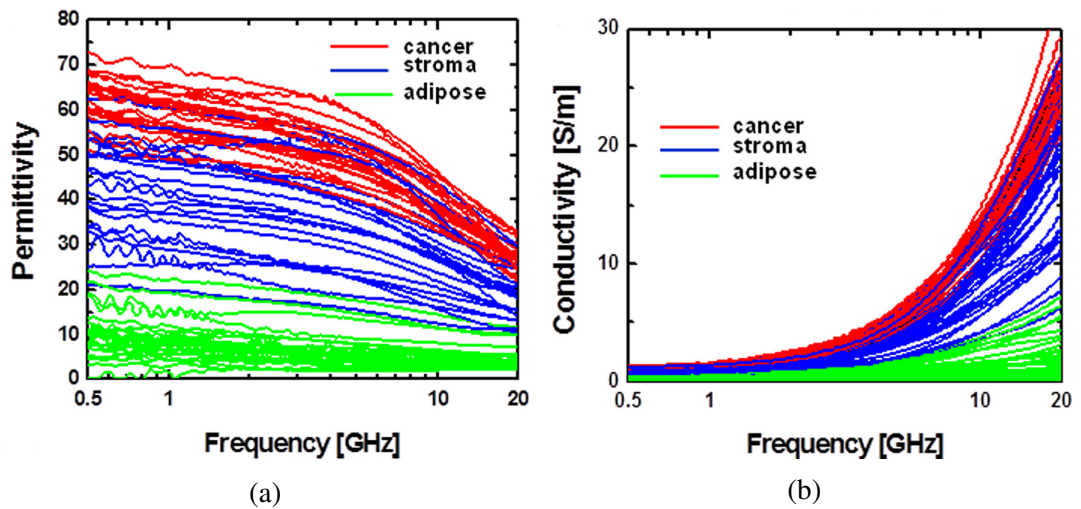 80
70
60
50
40
30
20
10
0
Permittivity
cancer
stroma
adipose
0.5
1
10
20
Frequency [GHz]
(a)
30
20
10
0
Conductivity [S/m]
cancer
stroma
adipose
0.5
1
10
20
Frequency [GHz]
(b)